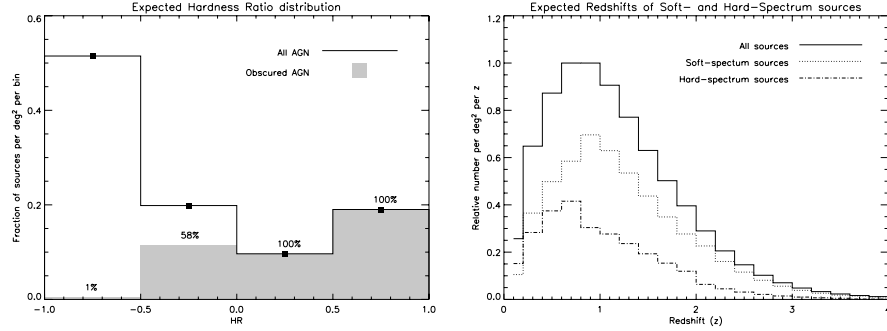 Expected Hardness Ratio distribution
0.6
0.4
0.2
0.0
Fraction of sources per deg² per bin
All AGN
Obscured AGN
1%
58%
100%
100%
-1.0 -0.5 0.0 0.5 1.0
HR
Expected Redshifts of Soft- and Hard-Spectrum sources
1.2
1.0
0.8
0.6
0.4
0.2
0.0
Relative number per deg² per z
All sources
Soft-spectum sources
Hard-spectrum sources
0 1 2 3 4
Redshift (z)